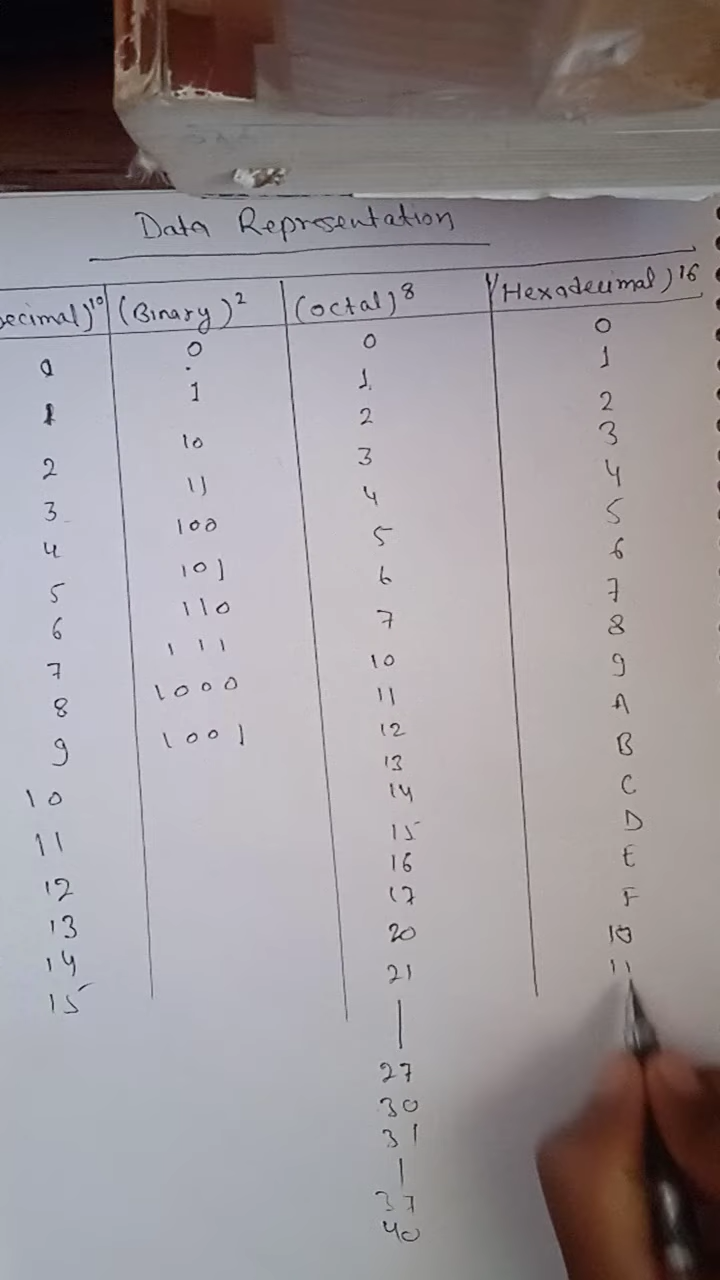 Data Representation
ecimal)10 (Binary)2 (Octal)8 (Hexadecimal)16
0 0 0 0
1 1 1 1
2 10 2 2
3 11 3 3
4 100 4 4
5 101 5 5
6 110 6 6
7 111 7 7
8 1000 10 8
9 1001 11 9
10 12 A
11 13 B
12 14 C
13 15 D
14 16 E
15 17 F
20 10
21 11
|
27
30
31
|
37
40